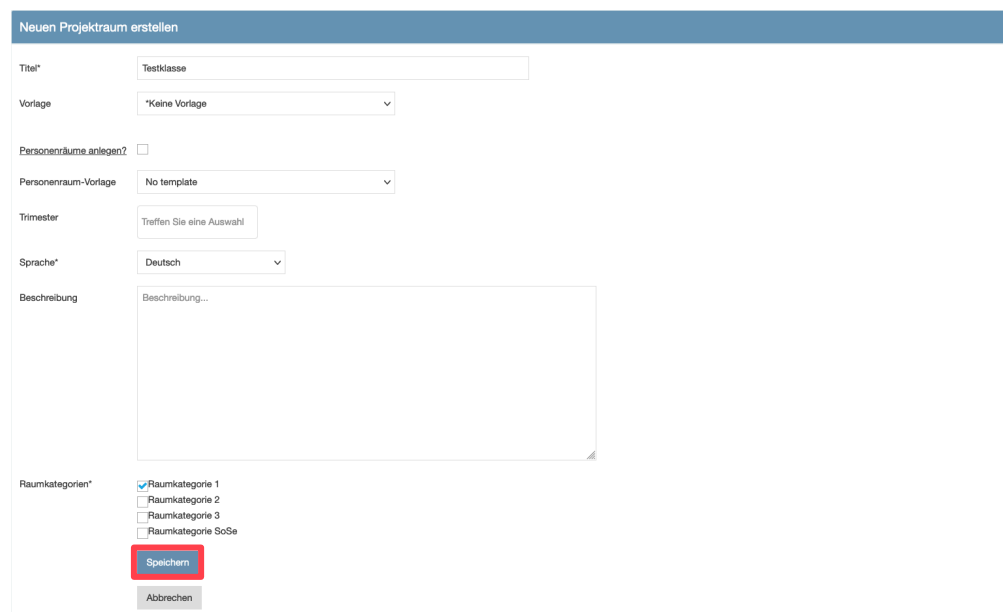 Neuen Projektraum erstellen
Titel* Testklasse
Vorlage *Keine Vorlage
Personenräume anlegen?
Personenraum-Vorlage No template
Trimester Treffen Sie eine Auswahl
Sprache* Deutsch
Beschreibung Beschreibung...
Raumkategorien* Raumkategorie 1
Raumkategorie 2
Raumkategorie 3
Raumkategorie SoSe
Speichern
Abbrechen